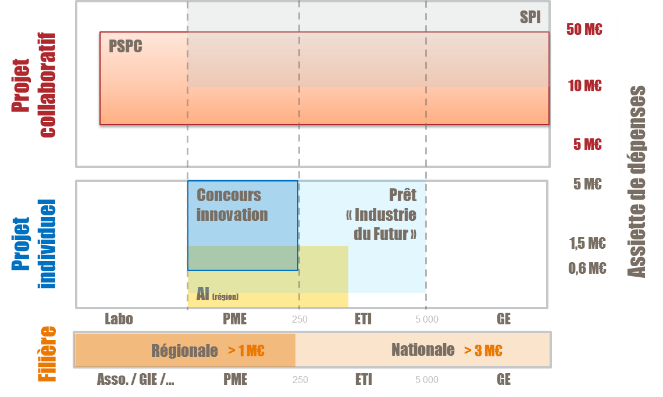 SPI
50 M€
PSPC
Projet
collaboratif
10 M€
5 M€
Assiette de dépenses
5 M€
Concours
innovation
Prêt
« Industrie
du Futur »
Projet
individuel
1,5 M€
0,6 M€
AI (région)
Labo PME 250 ETI 5 000 GE
Filière
Régionale > 1 M€ Nationale > 3 M€
Asso. / GIE /... PME 250 ETI 5 000 GE